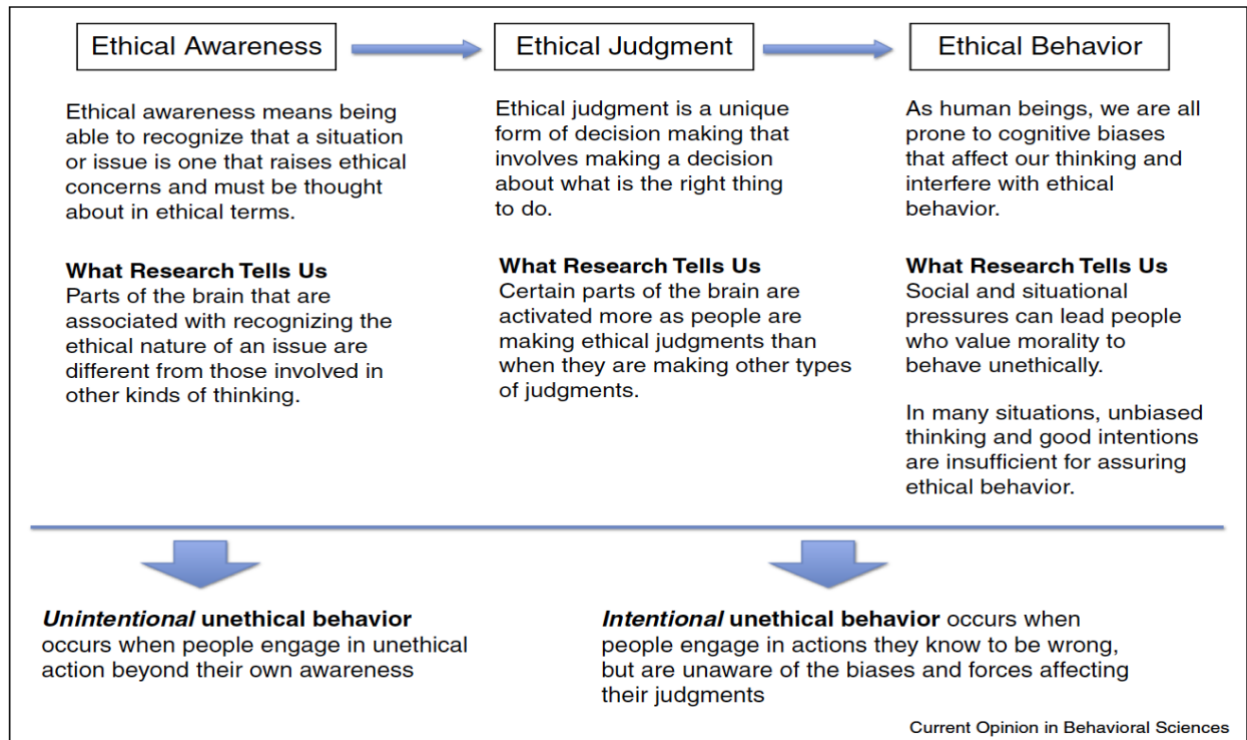 Ethical Awareness
Ethical Judgment
Ethical Behavior
Ethical awareness means being
able to recognize that a situation
or issue is one that raises ethical
concerns and must be thought
about in ethical terms.
What Research Tells Us
Parts of the brain that are
associated with recognizing the
ethical nature of an issue are
different from those involved in
other kinds of thinking.
Ethical judgment is a unique
form of decision making that
involves making a decision
about what is the right thing
to do.
What Research Tells Us
Certain parts of the brain are
activated more as people are
making ethical judgments than
when they are making other types
of judgments.
As human beings, we are all
prone to cognitive biases
that affect our thinking and
interfere with ethical
behavior.
What Research Tells Us
Social and situational
pressures can lead people
who value morality to
behave unethically.
In many situations, unbiased
thinking and good intentions
are insufficient for assuring
ethical behavior.
Unintentional unethical behavior
occurs when people engage in unethical
action beyond their own awareness
Intentional unethical behavior occurs when
people engage in actions they know to be wrong,
but are unaware of the biases and forces affecting
their judgments
Current Opinion in Behavioral Sciences